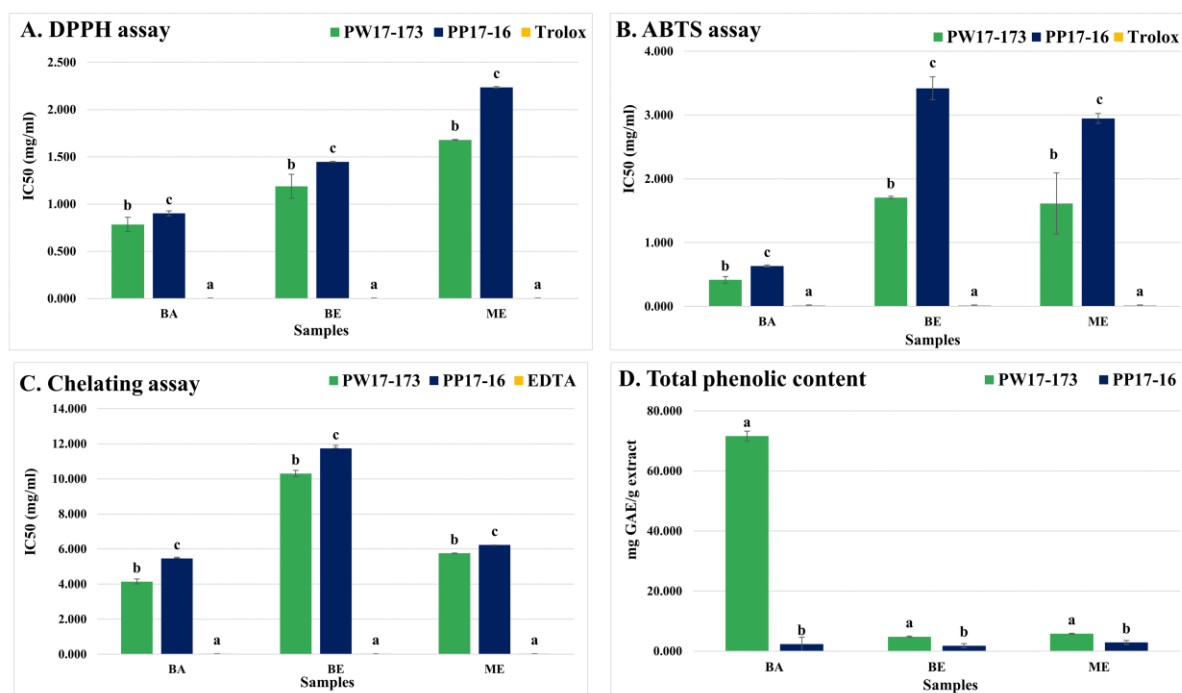 A. DPPH assay
PW17-173 PP17-16 Trolox
IC50 (mg/ml)
2.500
2.000
1.500
1.000
0.500
0.000
b c a
b c a
b c a
BA BE ME
Samples
B. ABTS assay
PW17-173 PP17-16 Trolox
IC50 (mg/ml)
4.000
3.000
2.000
1.000
0.000
b c a
b c a
b c a
BA BE ME
Samples
C. Chelating assay
PW17-173 PP17-16 EDTA
IC50 (mg/ml)
14.000
12.000
10.000
8.000
6.000
4.000
2.000
0.000
b c a
b c a
b c a
BA BE ME
Samples
D. Total phenolic content
PW17-173 PP17-16
mg GAE/g extract
80.000
60.000
40.000
20.000
0.000
a b
a b
a b
BA BE ME
Samples